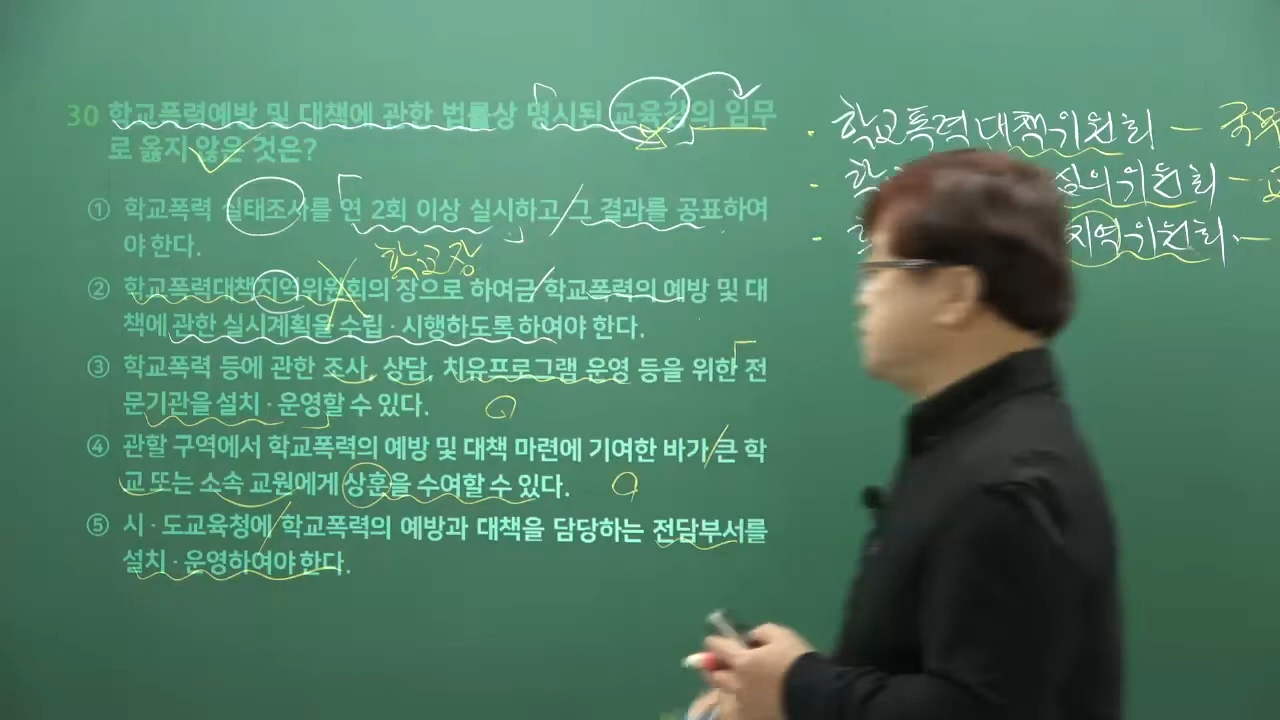 30 학교폭력예방 및 대책에 관한 법률상 명시된 교육감의 임무
로 옳지 않은 것은?
① 학교폭력 실태조사를 연 2회 이상 실시하고 그 결과를 공표하여
야 한다.
학교장
② 학교폭력대책지역위원회의 장으로 하여금 학교폭력의 예방 및 대
책에 관한 실시계획을 수립·시행하도록 하여야 한다.
③ 학교폭력 등에 관한 조사, 상담, 치유프로그램 운영 등을 위한 전
문기관을 설치·운영할 수 있다.
④ 관할 구역에서 학교폭력의 예방 및 대책 마련에 기여한 바가 큰 학
교 또는 소속 교원에게 상훈을 수여할 수 있다.
⑤ 시·도교육청에 학교폭력의 예방과 대책을 담당하는 전담부서를
설치·운영하여야 한다.
· 학교폭력대책위원회 —
· 학 심의위원회 —
· 지역위원회. —